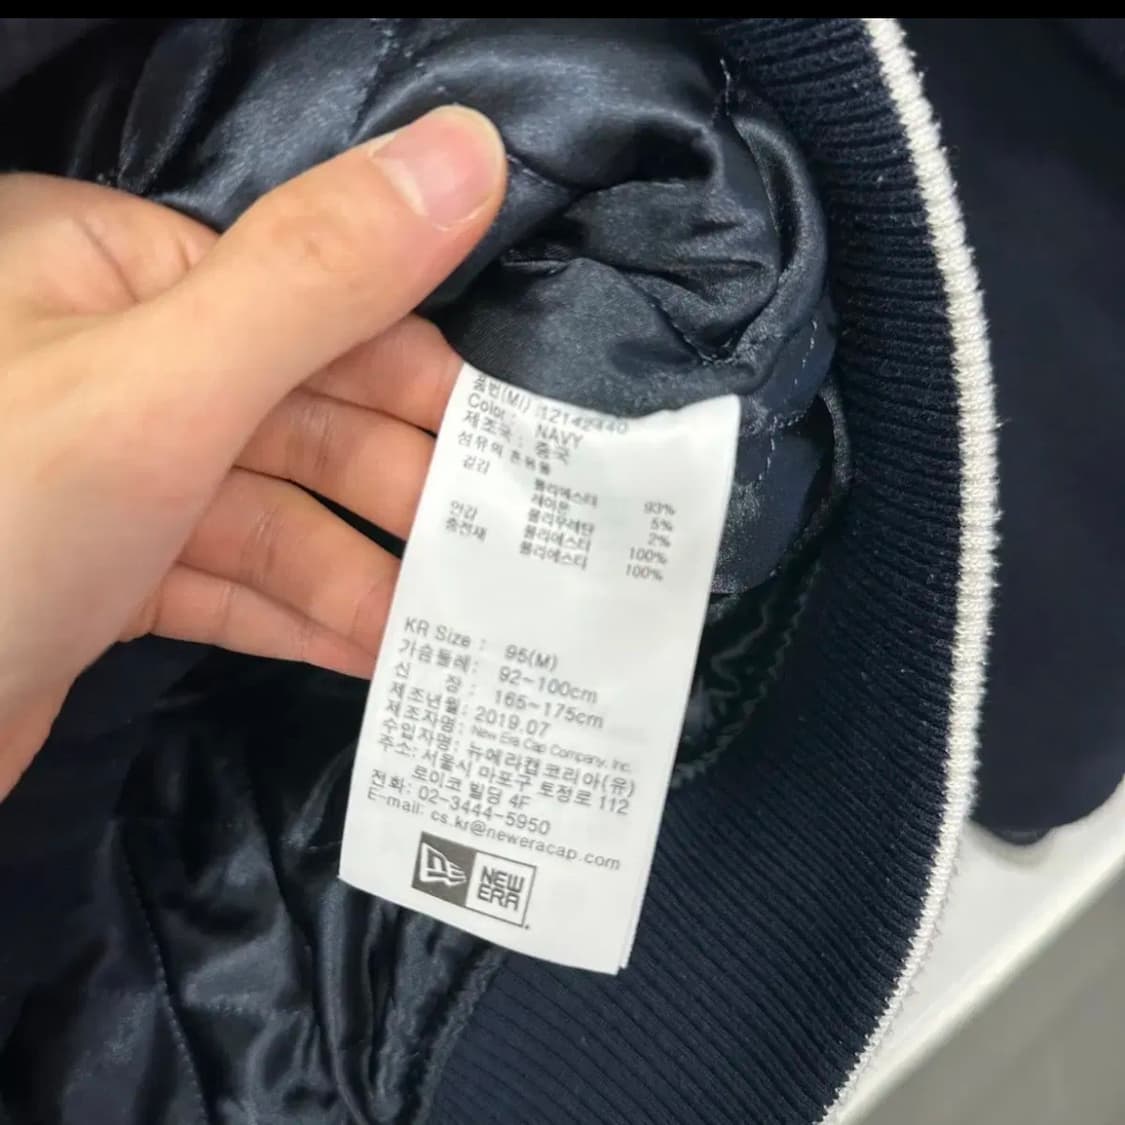 품번(MI) : 12142440
Color : NAVY
제조국 : 중국
섬유의 혼용률
겉감
폴리에스터 93%
레이온 5%
폴리우레탄 2%
안감 폴리에스터 100%
충전재 폴리에스터 100%
KR Size : 95(M)
가슴둘레: 92~100cm
신 장: 165~175cm
제조년월: 2019.07
제조자명: New Era Cap Company, Inc.
수입자명: 뉴에라캡코리아(유)
주소: 서울시 마포구 토정로 112
로이코 빌딩 4F
전화: 02-3444-5950
E-mail: cs.kr@neweracap.com
NEW
ERA